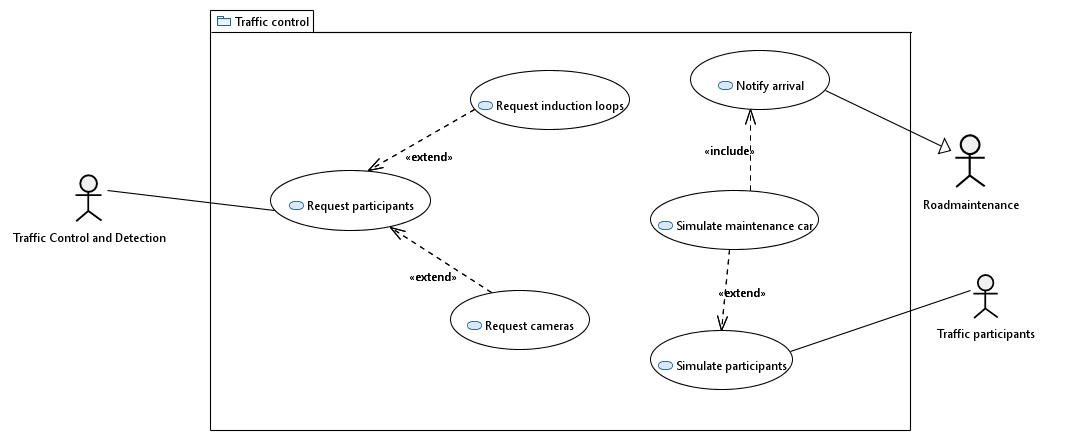 Traffic control
Request induction loops
Notify arrival
«extend»
«include»
Request participants
Roadmaintenance
Traffic Control and Detection
Simulate maintenance car
«extend»
«extend»
Request cameras
Traffic participants
Simulate participants